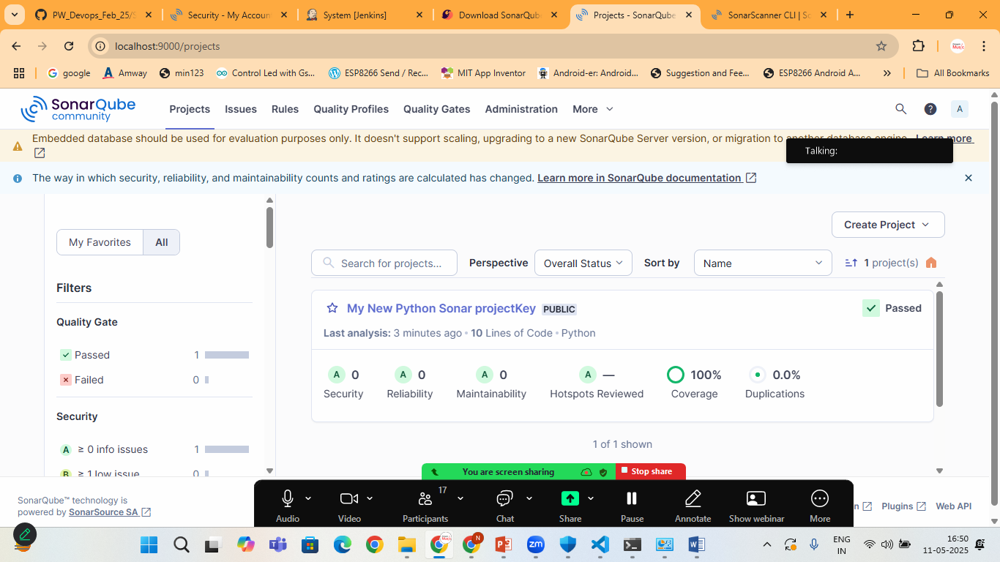 PW_Devops_Feb_25/S
Security - My Accoun
System [Jenkins]
Download SonarQube
Projects - SonarQube
SonarScanner CLI | So
localhost:9000/projects
google
Amway
min123
Control Led with Gs...
ESP8266 Send / Rec...
MIT App Inventor
Android-er: Android...
Suggestion and Fee...
ESP8266 Android A...
All Bookmarks
SonarQube
community
Projects
Issues
Rules
Quality Profiles
Quality Gates
Administration
More
A
Embedded database should be used for evaluation purposes only. It doesn't support scaling, upgrading to a new SonarQube Server version, or migration to another database engine. Learn more
Talking:
The way in which security, reliability, and maintainability counts and ratings are calculated has changed. Learn more in SonarQube documentation
My Favorites
All
Create Project
Search for projects...
Perspective
Overall Status
Sort by
Name
1 project(s)
Filters
Quality Gate
Passed 1
Failed 0
Security
A ≥ 0 info issues 1
B ≥ 1 low issue 0
My New Python Sonar projectKey PUBLIC
Passed
Last analysis: 3 minutes ago • 10 Lines of Code • Python
A 0
Security
A 0
Reliability
A 0
Maintainability
A —
Hotspots Reviewed
100%
Coverage
0.0%
Duplications
1 of 1 shown
You are screen sharing
Stop share
SonarQube™ technology is
powered by SonarSource SA
Plugins
Web API
Audio
Video
17
Participants
Chat
Share
Pause
Annotate
Show webinar
More
N
zm
ENG
IN
16:50
11-05-2025